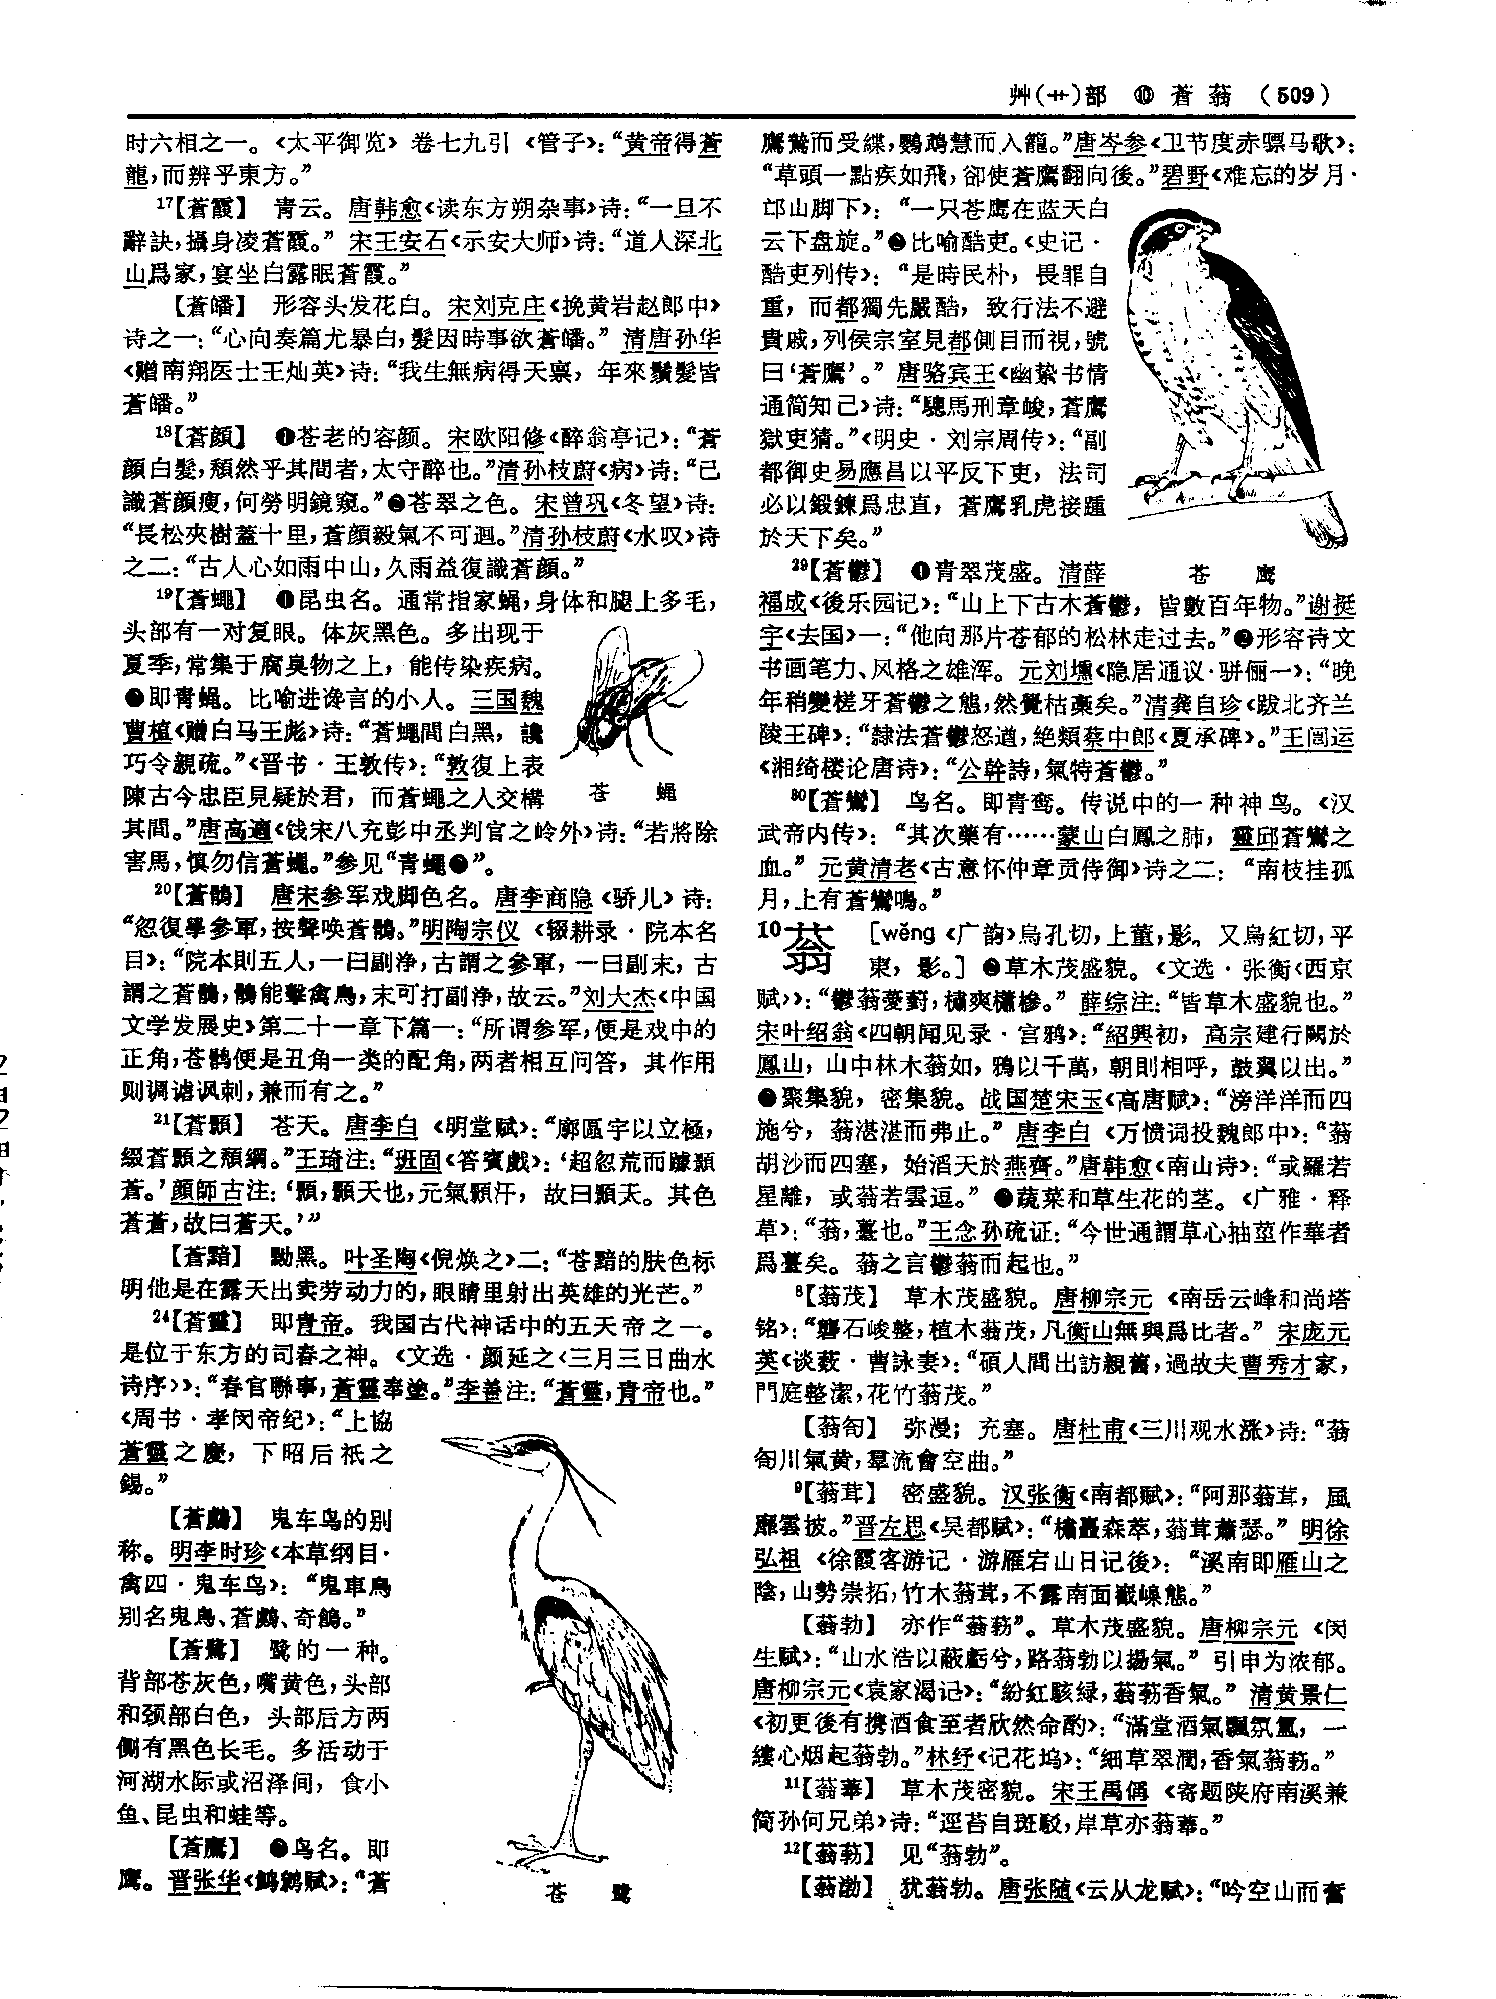 艸(艹)部　⑩ 蒼 蓊 (509)
时六相之一。《太平御览》卷七九引《管子》：“黄帝得蒼
龍，而辨乎東方。”
17【蒼霞】　青云。唐韩愈《读东方朔杂事》诗：“一旦不
辭訣，攝身凌蒼霞。”宋王安石《示安大师》诗：“道人深北
山爲家，宴坐白露眠蒼霞。”
【蒼皤】　形容头发花白。宋刘克庄《挽黄岩赵郎中》
诗之一：“心向奏篇尤暴白，髮因時事欲蒼皤。”清唐孙华
《赠南翔医士王灿英》诗：“我生無病得天禀，年來鬚髮皆
蒼皤。”
18【蒼顔】　❶苍老的容颜。宋欧阳修《醉翁亭记》：“蒼
顔白髮，頹然乎其間者，太守醉也。”清孙枝蔚《病》诗：“已
識蒼顔瘦，何勞明鏡窺。”❷苍翠之色。宋曾巩《冬望》诗：
“長松夾樹蓋十里，蒼顔毅氣不可迴。”清孙枝蔚《水叹》诗
之二：“古人心如雨中山，久雨益復識蒼顔。”
19【蒼蠅】　❶昆虫名。通常指家蝇，身体和腿上多毛，
头部有一对复眼。体灰黑色。多出现于
夏季，常集于腐臭物之上，能传染疾病。
❷即青蝇。比喻进谗言的小人。三国魏
曹植《赠白马王彪》诗：“蒼蠅間白黑，讒
巧令親疏。”《晋书·王敦传》：“敦復上表
陳古今忠臣見疑於君，而蒼蠅之人交構
其間。”唐高適《饯宋八充彭中丞判官之岭外》诗：“若將除
害馬，慎勿信蒼蠅。”参见“青蠅❷”。
苍　蝇
20【蒼鶻】　唐宋参军戏脚色名。唐李商隐《骄儿》诗：
“忽復學參軍，按聲唤蒼鶻。”明陶宗仪《辍耕录·院本名
目》：“院本則五人，一曰副净，古謂之參軍，一曰副末，古
謂之蒼鶻，鶻能擊禽鳥，末可打副净，故云。”刘大杰《中国
文学发展史》第二十一章下篇一：“所谓参军，便是戏中的
正角，苍鹘便是丑角一类的配角，两者相互问答，其作用
则调谑讽刺，兼而有之。”
21【蒼顥】　苍天。唐李白《明堂赋》：“廓區宇以立極，
綴蒼顥之頹綱。”王琦注：“班固《答賓戲》：‘超忽荒而躆顥
蒼。’顔師古注：‘顥，顥天也，元氣顥汗，故曰顥天。其色
蒼蒼，故曰蒼天。’”
【蒼黯】　黝黑。叶圣陶《倪焕之》二：“苍黯的肤色标
明他是在露天出卖劳动力的，眼睛里射出英雄的光芒。”
24【蒼靈】　即青帝。我国古代神话中的五天帝之一。
是位于东方的司春之神。《文选·颜延之〈三月三日曲水
诗序〉》：“春官聯事，蒼靈奉塗。”李善注：“蒼靈，青帝也。”
《周书·孝闵帝纪》：“上協
蒼靈之慶，下昭后祇之
錫。”
【蒼鸆】　鬼车鸟的别
称。明李时珍《本草纲目·
禽四·鬼车鸟》：“鬼車鳥
别名鬼鳥、蒼鸆、奇鶬。”
【蒼鷺】　鹭的一种。
背部苍灰色，嘴黄色，头部
和颈部白色，头部后方两
侧有黑色长毛。多活动于
河湖水际或沼泽间，食小
鱼、昆虫和蛙等。
【蒼鷹】　❶鸟名。即
鹰。晋张华《鹪鹩赋》：“蒼
苍　鹭
鷹鷙而受緤，鸚鵡慧而入籠。”唐岑参《卫节度赤骠马歌》：
“草頭一點疾如飛，卻使蒼鷹翻向後。”碧野《难忘的岁月·
邙山脚下》：“一只苍鹰在蓝天白
云下盘旋。”❷比喻酷吏。《史记·
酷吏列传》：“是時民朴，畏罪自
重，而都獨先嚴酷，致行法不避
貴戚，列侯宗室見都側目而視，號
曰‘蒼鷹’。”唐骆宾王《幽絷书情
通简知己》诗：“驄馬刑章峻，蒼鷹
獄吏猜。”《明史·刘宗周传》：“副
都御史易應昌以平反下吏，法司
必以鍛鍊爲忠直，蒼鷹乳虎接踵
於天下矣。”
苍　鹰
29【蒼鬱】　❶青翠茂盛。清薛
福成《後乐园记》：“山上下古木蒼鬱，皆數百年物。”谢挺
宇《去国》一：“他向那片苍郁的松林走过去。”❷形容诗文
书画笔力、风格之雄浑。元刘壎《隐居通议·骈俪一》：“晚
年稍變槎牙蒼鬱之態，然覺枯槀矣。”清龚自珍《跋北齐兰
陵王碑》：“隸法蒼鬱怒遒，絶類蔡中郎《夏承碑》。”王闿运
《湘绮楼论唐诗》：“公幹詩，氣特蒼鬱。”
30【蒼鸞】　鸟名。即青鸾。传说中的一种神鸟。《汉
武帝内传》：“其次藥有……蒙山白鳳之肺，靈邱蒼鸞之
血。”元黄清老《古意怀仲章贡侍御》诗之二：“南枝挂孤
月，上有蒼鸞鳴。”
10蓊　[wěng《广韵》烏孔切，上董，影。又烏紅切，平
東，影。]　❶草木茂盛貌。《文选·张衡〈西京
赋〉》：“鬱蓊薆薱，橚爽櫹槮。”薛综注：“皆草木盛貌也。”
宋叶绍翁《四朝闻见录·宫鸦》：“紹興初，高宗建行闕於
鳳山，山中林木蓊如，鴉以千萬，朝則相呼，鼓翼以出。”
❷聚集貌，密集貌。战国楚宋玉《高唐赋》：“滂洋洋而四
施兮，蓊湛湛而弗止。”唐李白《万愤词投魏郎中》：“蓊
胡沙而四塞，始滔天於燕齊。”唐韩愈《南山诗》：“或羅若
星離，或蓊若雲逗。”❸蔬菜和草生花的茎。《广雅·释
草》：“蓊，薹也。”王念孙疏证：“今世通謂草心抽莖作華者
爲薹矣。蓊之言鬱蓊而起也。”
8【蓊茂】　草木茂盛貌。唐柳宗元《南岳云峰和尚塔
铭》：“礱石峻整，植木蓊茂，凡衡山無與爲比者。”宋庞元
英《谈薮·曹詠妻》：“碩人間出訪親舊，過故夫曹秀才家，
門庭整潔，花竹蓊茂。”
【蓊匌】　弥漫；充塞。唐杜甫《三川观水涨》诗：“蓊
匌川氣黄，羣流會空曲。”
9【蓊茸】　密盛貌。汉张衡《南都赋》：“阿那蓊茸，風
靡雲披。”晋左思《吴都赋》：“橚矗森萃，蓊茸蕭瑟。”明徐
弘祖《徐霞客游记·游雁宕山日记後》：“溪南即雁山之
陰，山勢崇拓，竹木蓊茸，不露南面巉嵲態。”
【蓊勃】　亦作“蓊葧”。草木茂盛貌。唐柳宗元《闵
生赋》：“山水浩以蔽虧兮，路蓊勃以揚氣。”引申为浓郁。
唐柳宗元《袁家渴记》：“紛紅駭緑，蓊葧香氣。”清黄景仁
《初更後有携酒食至者欣然命酌》：“滿堂酒氣飄氛氲，一
縷心烟起蓊勃。”林纾《记花坞》：“細草翠潤，香氣蓊葧。”
11【蓊萃】　草木茂密貌。宋王禹偁《寄题陕府南溪兼
简孙何兄弟》诗：“逕苔自斑駁，岸草亦蓊萃。”
12【蓊葧】　见“蓊勃”。
【蓊渤】　犹蓊勃。唐张随《云从龙赋》：“吟空山而奮